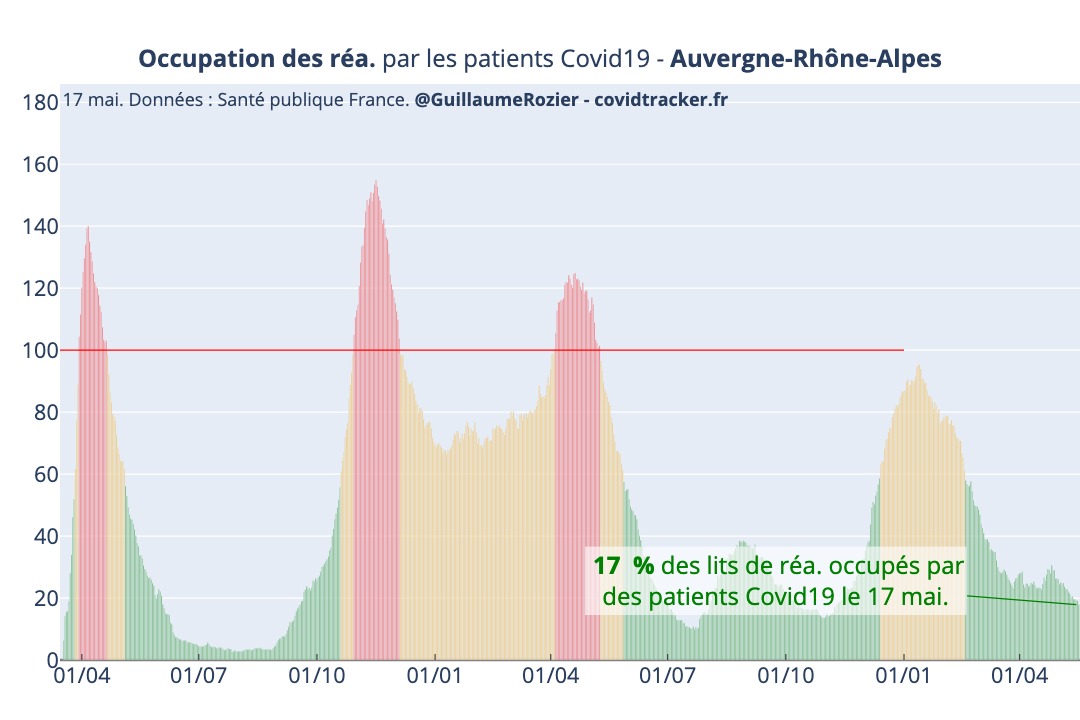 Occupation des réa. par les patients Covid19 - Auvergne-Rhône-Alpes
17 mai. Données : Santé publique France. @GuillaumeRozier - covidtracker.fr
180
160
140
120
100
80
60
40
20
0
17 % des lits de réa. occupés par
des patients Covid19 le 17 mai.
01/04 01/07 01/10 01/01 01/04 01/07 01/10 01/01 01/04